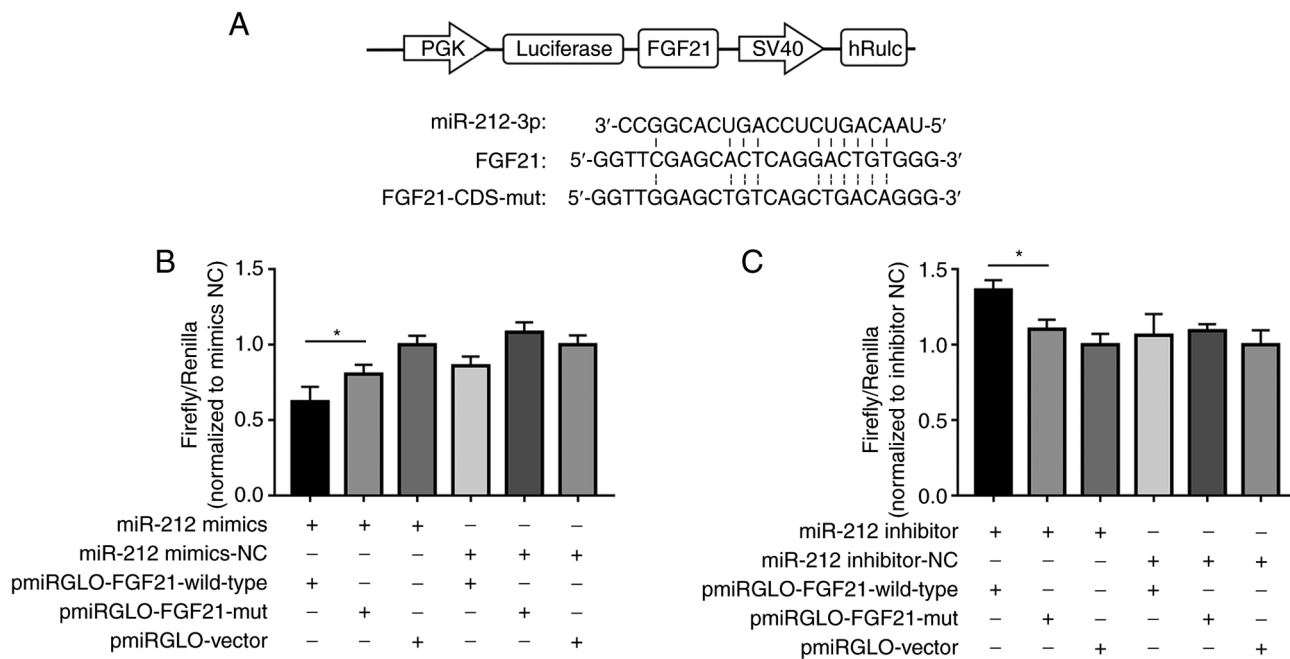 A
PGK Luciferase FGF21 SV40 hRulc
miR-212-3p: 3′-CCGGCACUGACCUCUGACAAU-5′
FGF21: 5′-GGTTCGAGCACTCAGGACTGTGGG-3′
FGF21-CDS-mut: 5′-GGTTGGAGCTGTCAGCTGACAGGG-3′
B
Firefly/Renilla
(normalized to mimics NC)
1.5
1.0
0.5
0.0
*
miR-212 mimics + + + – – –
miR-212 mimics-NC – – – + + +
pmiRGLO-FGF21-wild-type + – – + – –
pmiRGLO-FGF21-mut – + – – + –
pmiRGLO-vector – – + – – +
C
Firefly/Renilla
(normalized to inhibitor NC)
1.5
1.0
0.5
0.0
*
miR-212 inhibitor + + + – – –
miR-212 inhibitor-NC – – – + + +
pmiRGLO-FGF21-wild-type + – – + – –
pmiRGLO-FGF21-mut – + – – + –
pmiRGLO-vector – – + – – +